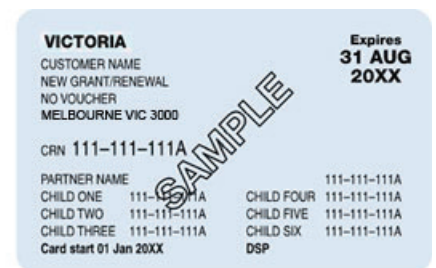 VICTORIA
Expires
31 AUG
20XX
CUSTOMER NAME
NEW GRANT/RENEWAL
NO VOUCHER
MELBOURNE VIC 3000
CRN 111-111-111A
SAMPLE
PARTNER NAME 111-111-111A
CHILD ONE 111-111-111A CHILD FOUR 111-111-111A
CHILD TWO 111-111-111A CHILD FIVE 111-111-111A
CHILD THREE 111-111-111A CHILD SIX 111-111-111A
Card start 01 Jan 20XX DSP